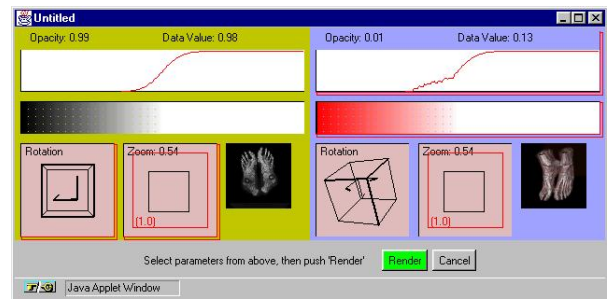 Untitled
Opacity: 0.99 Data Value: 0.98 Opacity: 0.01 Data Value: 0.13
Rotation Zoom: 0.54 Rotation Zoom: 0.54
(1.0) (1.0)
Select parameters from above, then push 'Render' Render Cancel
Java Applet Window